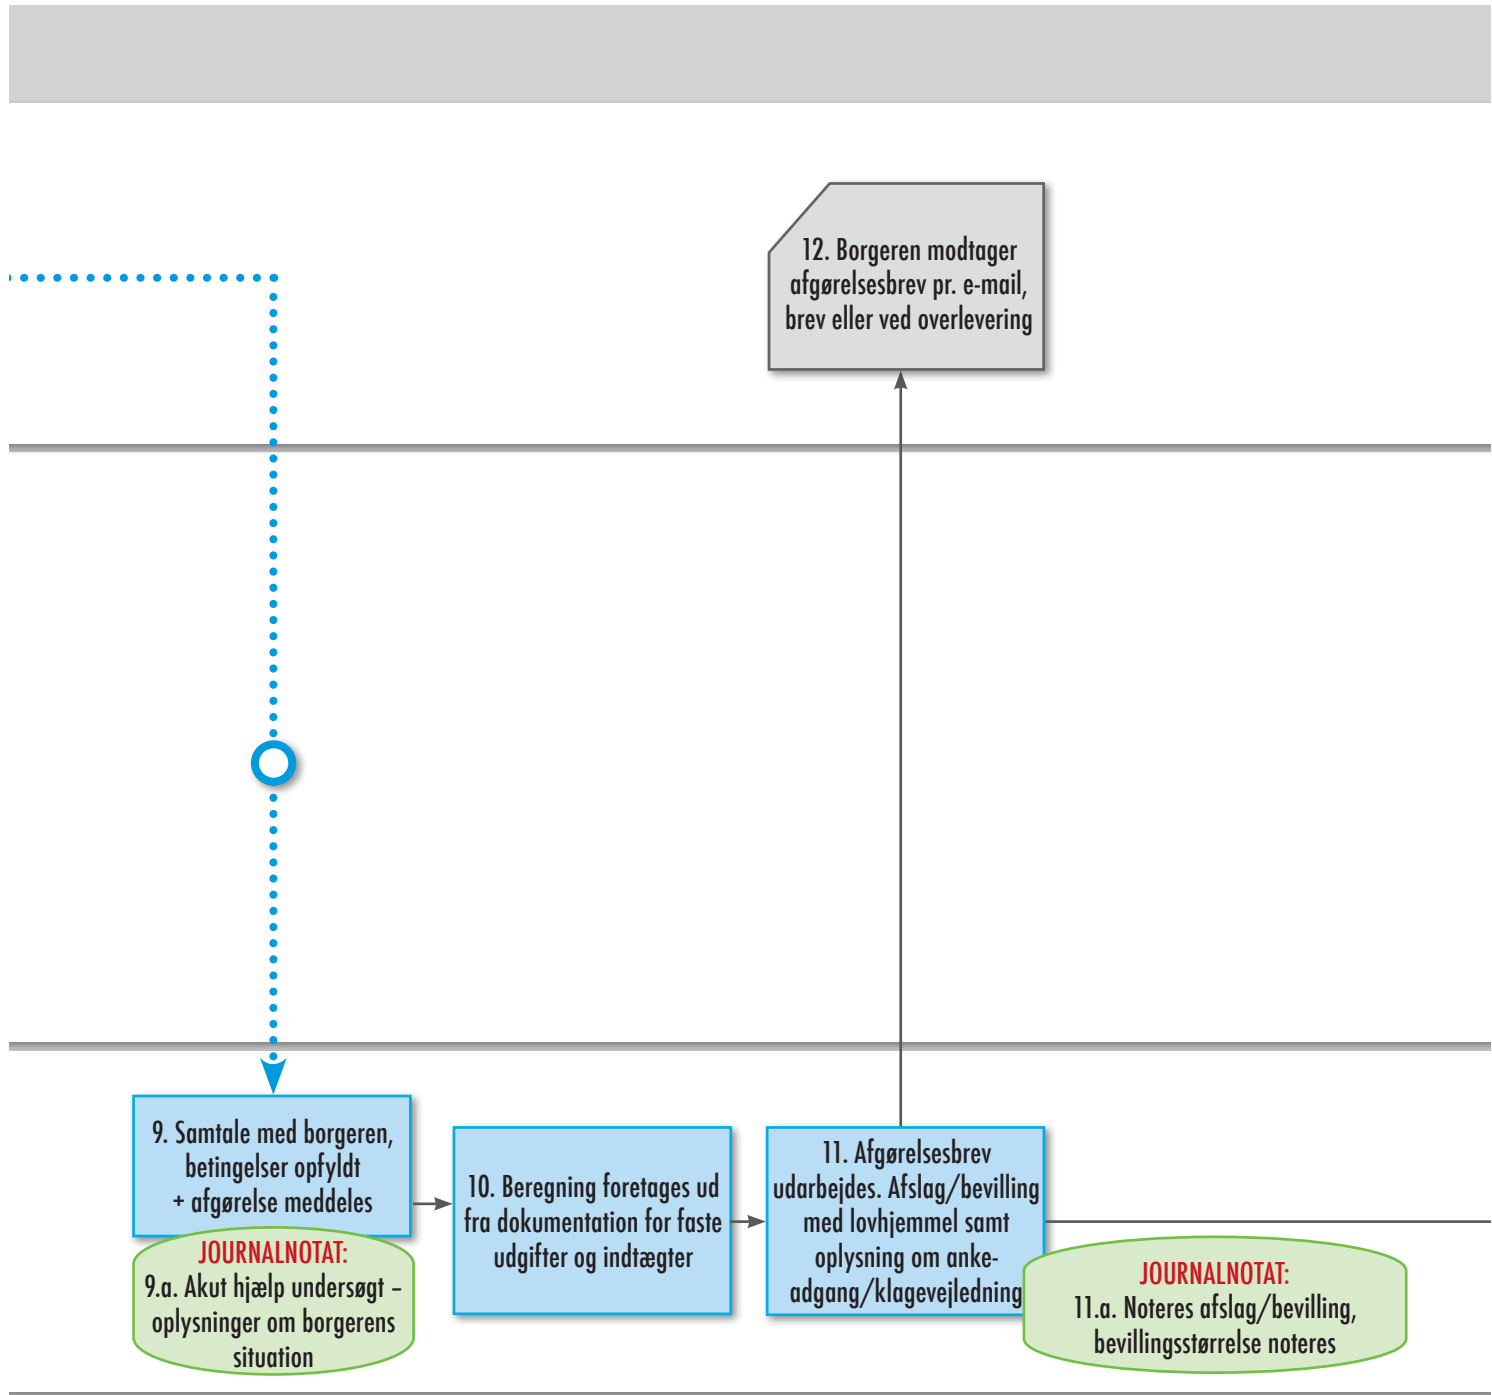 12. Borgeren modtager
afgørelsesbrev pr. e-mail,
brev eller ved overlevering
9. Samtale med borgeren,
betingelser opfyldt
+ afgørelse meddeles
JOURNALNOTAT:
9.a. Akut hjælp undersøgt –
oplysninger om borgerens
situation
10. Beregning foretages ud
fra dokumentation for faste
udgifter og indtægter
11. Afgørelsesbrev
udarbejdes. Afslag/bevilling
med lovhjemmel samt
oplysning om anke-
adgang/klagevejledning
JOURNALNOTAT:
11.a. Noteres afslag/bevilling,
bevillingsstørrelse noteres